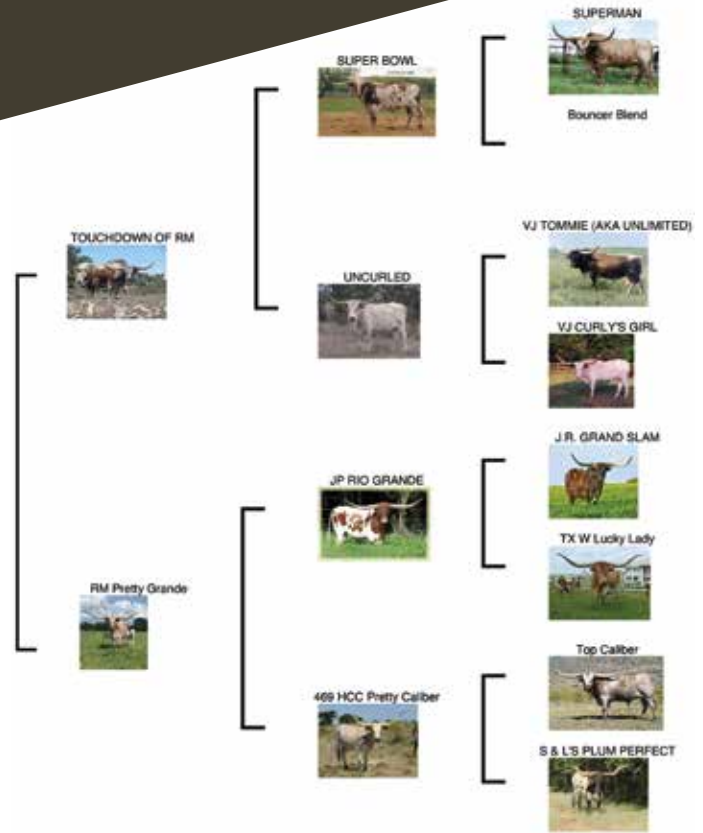 SUPERMAN
SUPER BOWL
Bouncer Blend
TOUCHDOWN OF RM
VJ TOMMIE (AKA UNLIMITED)
UNCURLED
VJ CURLY'S GIRL
J.R. GRAND SLAM
JP RIO GRANDE
TX W Lucky Lady
RM Pretty Grande
Top Caliber
469 HCC Pretty Caliber
S & L'S PLUM PERFECT